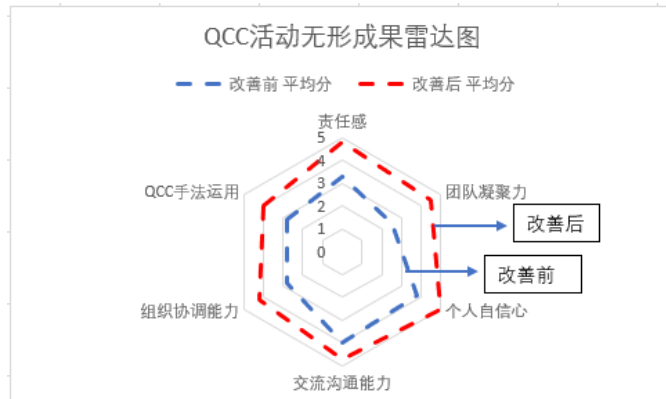 QCC活动无形成果雷达图
改善前 平均分
改善后 平均分
责任感
5
4
3
2
1
0
QCC手法运用
团队凝聚力
改善后
改善前
组织协调能力
个人自信心
交流沟通能力